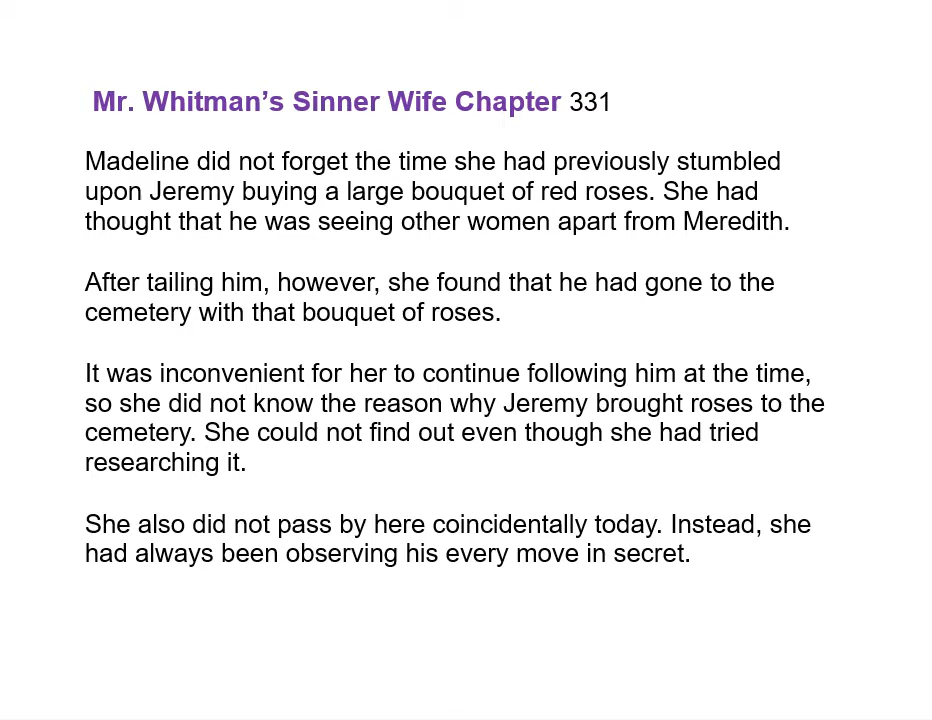 Mr. Whitman’s Sinner Wife Chapter 331
Madeline did not forget the time she had previously stumbled
upon Jeremy buying a large bouquet of red roses. She had
thought that he was seeing other women apart from Meredith.
After tailing him, however, she found that he had gone to the
cemetery with that bouquet of roses.
It was inconvenient for her to continue following him at the time,
so she did not know the reason why Jeremy brought roses to the
cemetery. She could not find out even though she had tried
researching it.
She also did not pass by here coincidentally today. Instead, she
had always been observing his every move in secret.